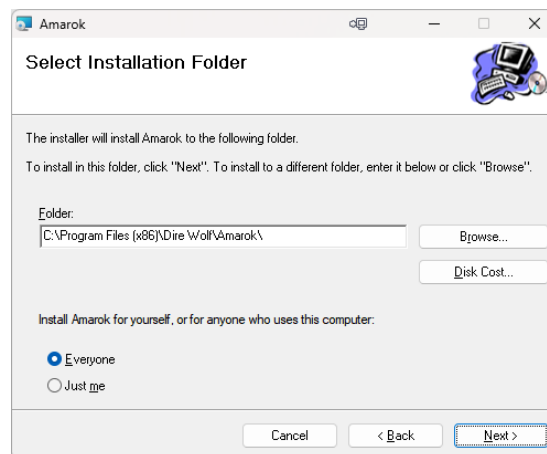 Amarok
Select Installation Folder
The installer will install Amarok to the following folder.
To install in this folder, click "Next". To install to a different folder, enter it below or click "Browse".
Folder:
C:\Program Files (x86)\Dire Wolf\Amarok\
Browse...
Disk Cost...
Install Amarok for yourself, or for anyone who uses this computer:
Everyone
Just me
Cancel
< Back
Next >